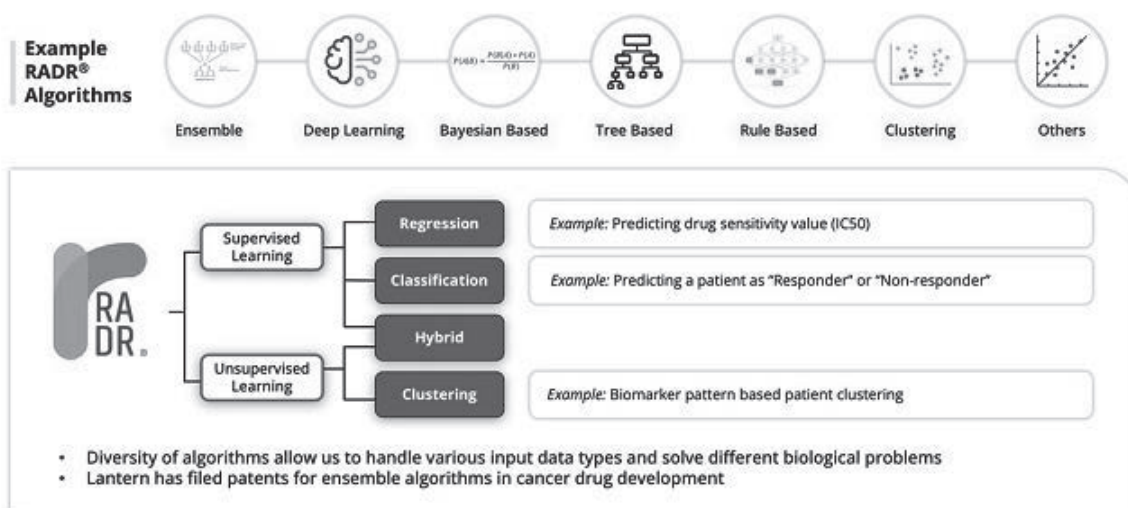 Example
RADR®
Algorithms
P(A|B) = P(B|A) × P(A)
P(B)
Ensemble
Deep Learning
Bayesian Based
Tree Based
Rule Based
Clustering
Others
RA
DR.
Supervised
Learning
Unsupervised
Learning
Regression
Example: Predicting drug sensitivity value (IC50)
Classification
Example: Predicting a patient as “Responder” or “Non-responder”
Hybrid
Clustering
Example: Biomarker pattern based patient clustering
• Diversity of algorithms allow us to handle various input data types and solve different biological problems
• Lantern has filed patents for ensemble algorithms in cancer drug development